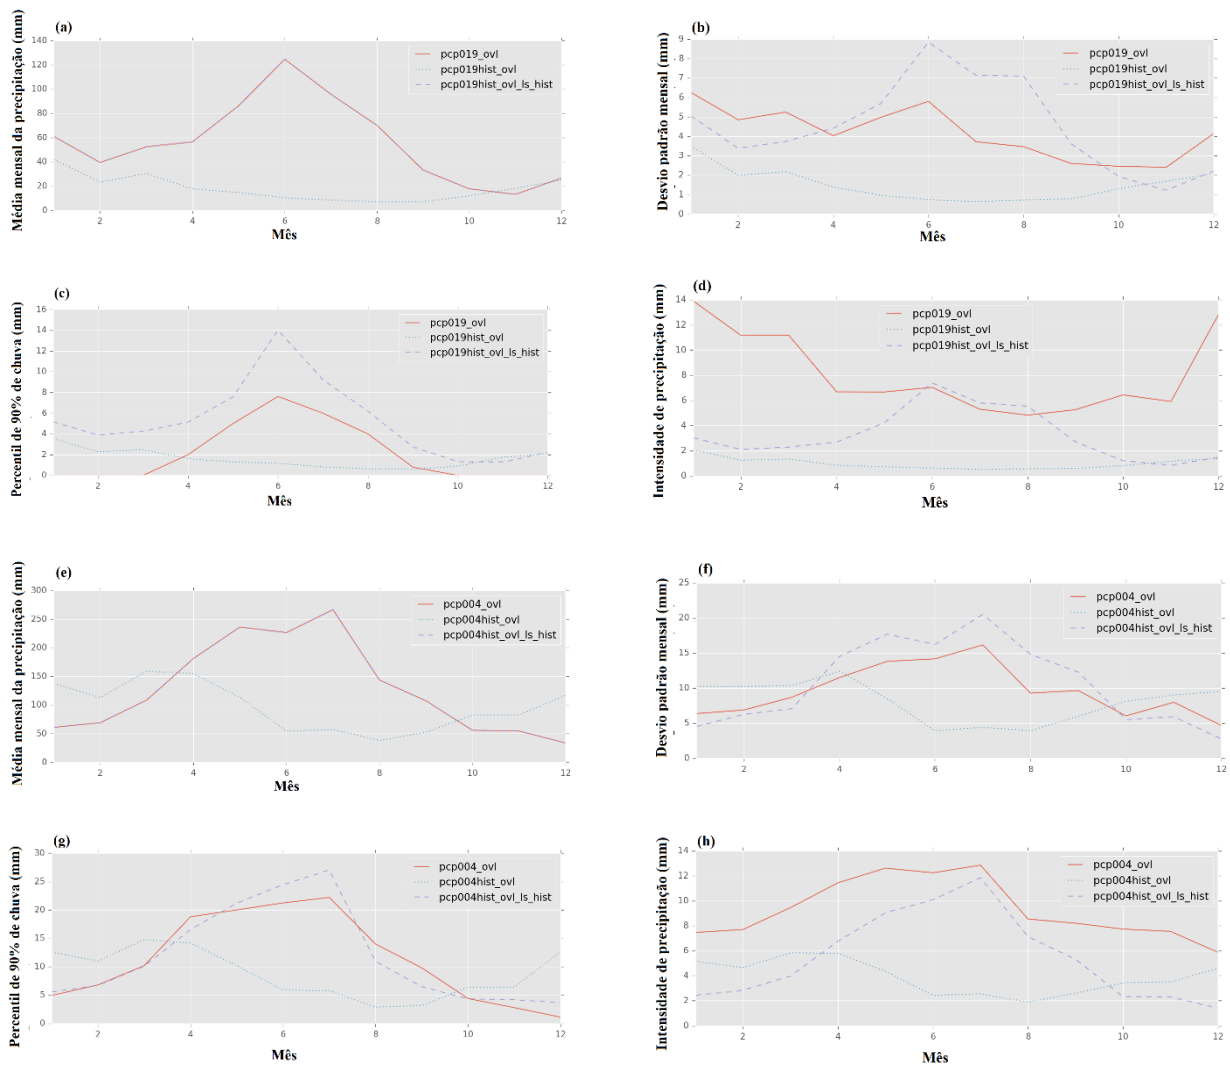 (a)
Média mensal da precipitação (mm)
140
120
100
80
60
40
20
0
2
4
6
8
10
12
Mês
pcp019_ovl
pcp019hist_ovl
pcp019hist_ovl_ls_hist
(b)
Desvio padrão mensal (mm)
9
8
7
6
5
4
3
2
1
0
2
4
6
8
10
12
Mês
pcp019_ovl
pcp019hist_ovl
pcp019hist_ovl_ls_hist
(c)
Percentil de 90% de chuva (mm)
16
14
12
10
8
6
4
2
0
2
4
6
8
10
12
Mês
pcp019_ovl
pcp019hist_ovl
pcp019hist_ovl_ls_hist
(d)
Intensidade de precipitação (mm)
14
12
10
8
6
4
2
0
2
4
6
8
10
12
Mês
pcp019_ovl
pcp019hist_ovl
pcp019hist_ovl_ls_hist
(e)
Média mensal da precipitação (mm)
300
250
200
150
100
50
0
2
4
6
8
10
12
Mês
pcp004_ovl
pcp004hist_ovl
pcp004hist_ovl_ls_hist
(f)
Desvio padrão mensal (mm)
25
20
15
10
5
0
2
4
6
8
10
12
pcp004_ovl
pcp004hist_ovl
pcp004hist_ovl_ls_hist
(g)
Percentil de 90% de chuva (mm)
30
25
20
15
10
5
0
2
4
6
8
10
12
Mês
pcp004_ovl
pcp004hist_ovl
pcp004hist_ovl_ls_hist
(h)
Intensidade de precipitação (mm)
14
12
10
8
6
4
2
0
2
4
6
8
10
12
Mês
pcp004_ovl
pcp004hist_ovl
pcp004hist_ovl_ls_hist